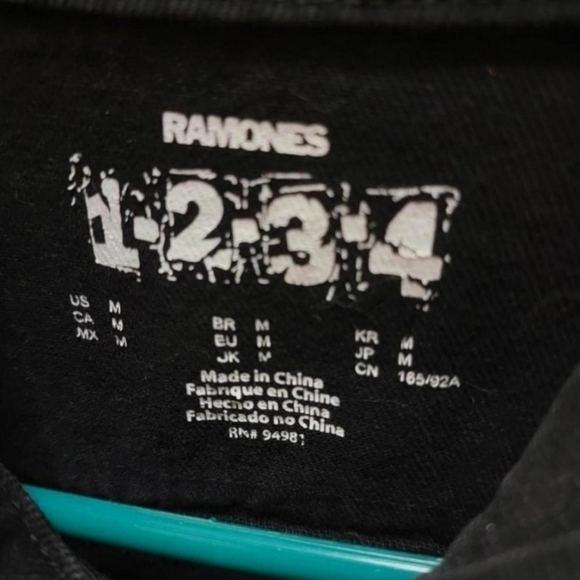 RAMONES
1-2-3-4
US M
CA M
MX M
BR M
EU M
UK M
KR M
JP M
CN 165/92A
Made in China
Fabriqué en Chine
Hecho en China
Fabricado no China
RN# 94981